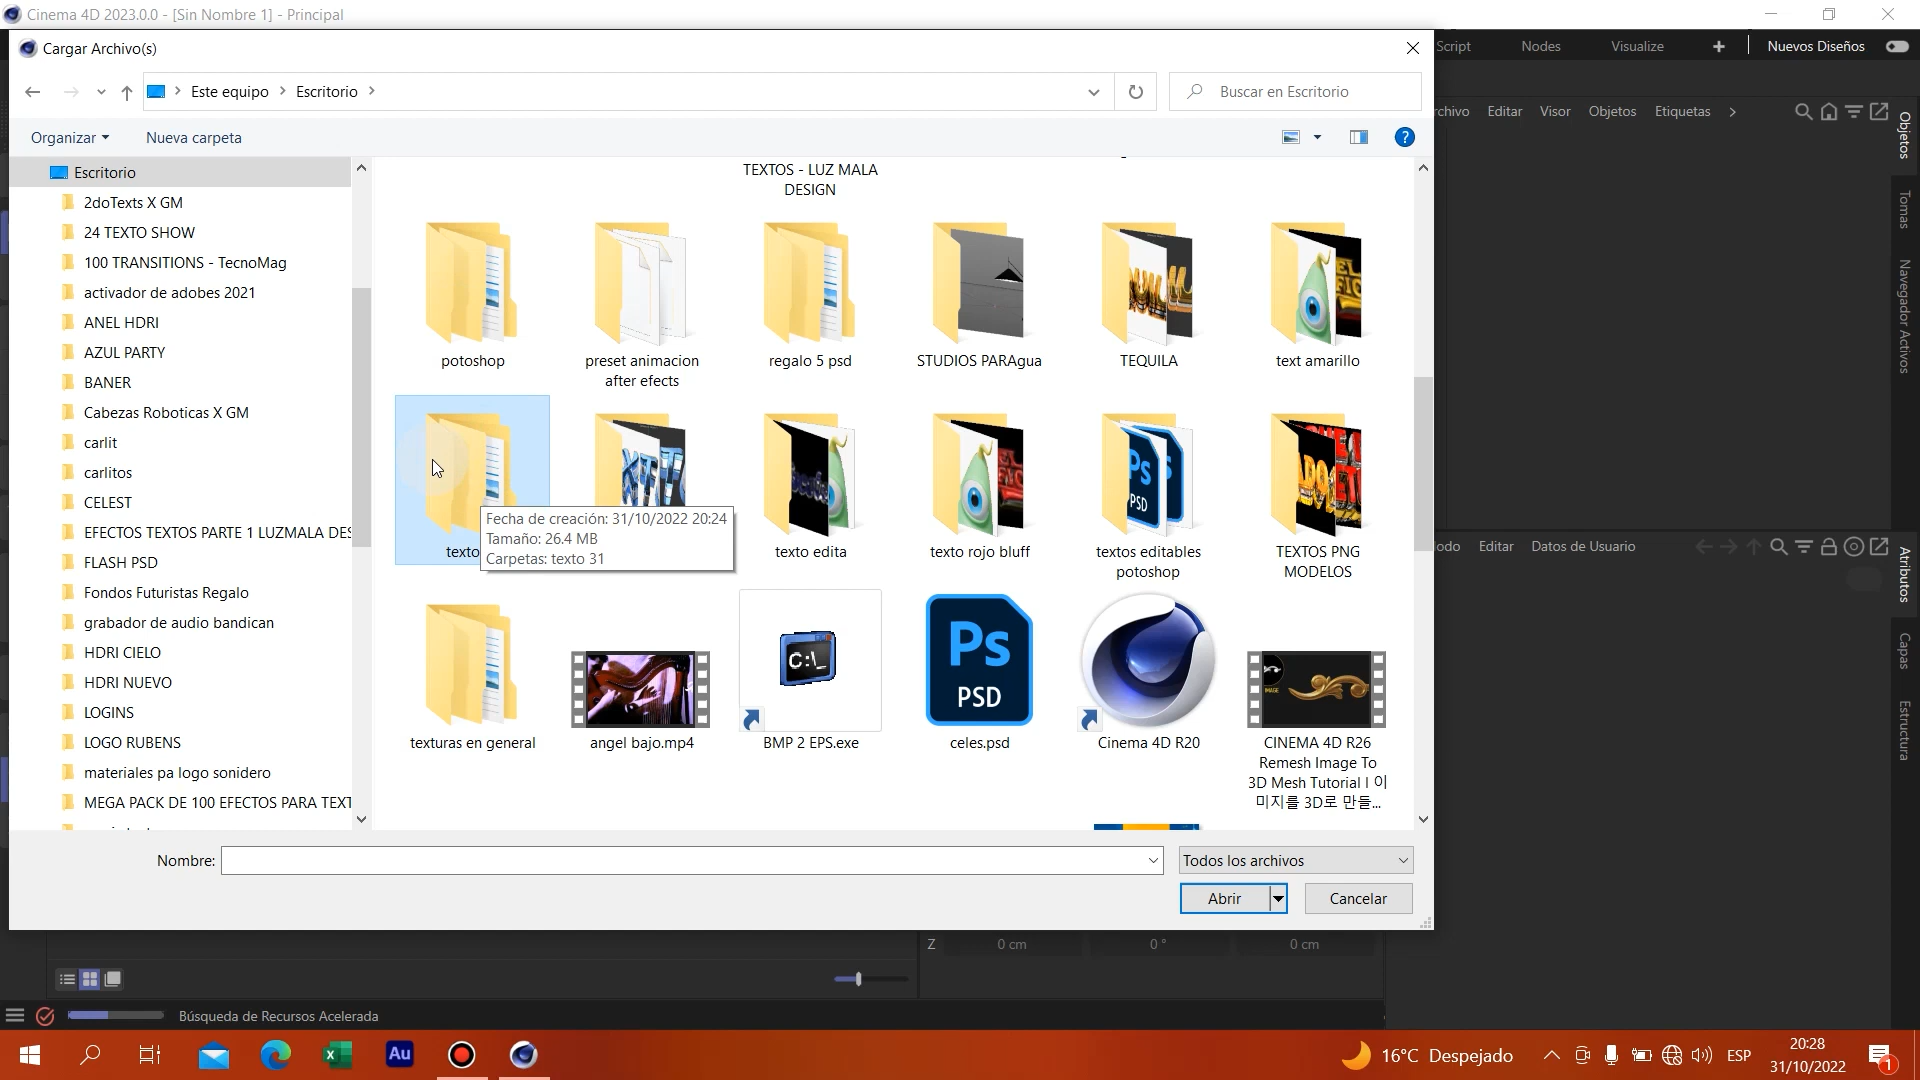 Cinema 4D 2023.0.0 - [Sin Nombre 1] - Principal
Cargar Archivo(s)
Script
Nodes
Visualize
Nuevos Diseños
Este equipo
Escritorio
Buscar en Escritorio
rchivo
Editar
Visor
Objetos
Etiquetas
Objetos
Organizar
Nueva carpeta
Escritorio
2doTexts X GM
24 TEXTO SHOW
100 TRANSITIONS - TecnoMag
activador de adobes 2021
ANEL HDRI
AZUL PARTY
BANER
Cabezas Roboticas X GM
carlit
carlitos
CELEST
EFECTOS TEXTOS PARTE 1 LUZMALA DES
FLASH PSD
Fondos Futuristas Regalo
grabador de audio bandican
HDRI CIELO
HDRI NUEVO
LOGINS
LOGO RUBENS
materiales pa logo sonidero
MEGA PACK DE 100 EFECTOS PARA TEXT
TEXTOS - LUZ MALA
DESIGN
potoshop
preset animacion
after efects
regalo 5 psd
STUDIOS PARAgua
TEQUILA
text amarillo
texto
Fecha de creación: 31/10/2022 20:24
Tamaño: 26.4 MB
Carpetas: texto 31
texto edita
texto rojo bluff
textos editables
potoshop
TEXTOS PNG
MODELOS
Ps
PSD
C:\_
Ps
PSD
texturas en general
angel bajo.mp4
BMP 2 EPS.exe
celes.psd
Cinema 4D R20
CINEMA 4D R26
Remesh Image To
3D Mesh Tutorial l 이
미지를 3D로 만들...
Tomas
Navegador Activos
lodo
Editar
Datos de Usuario
Atributos
Capas
Estructura
Nombre:
Todos los archivos
Abrir
Cancelar
Z
0 cm
0 °
0 cm
Búsqueda de Recursos Acelerada
Au
16°C Despejado
ESP
20:28
31/10/2022
1